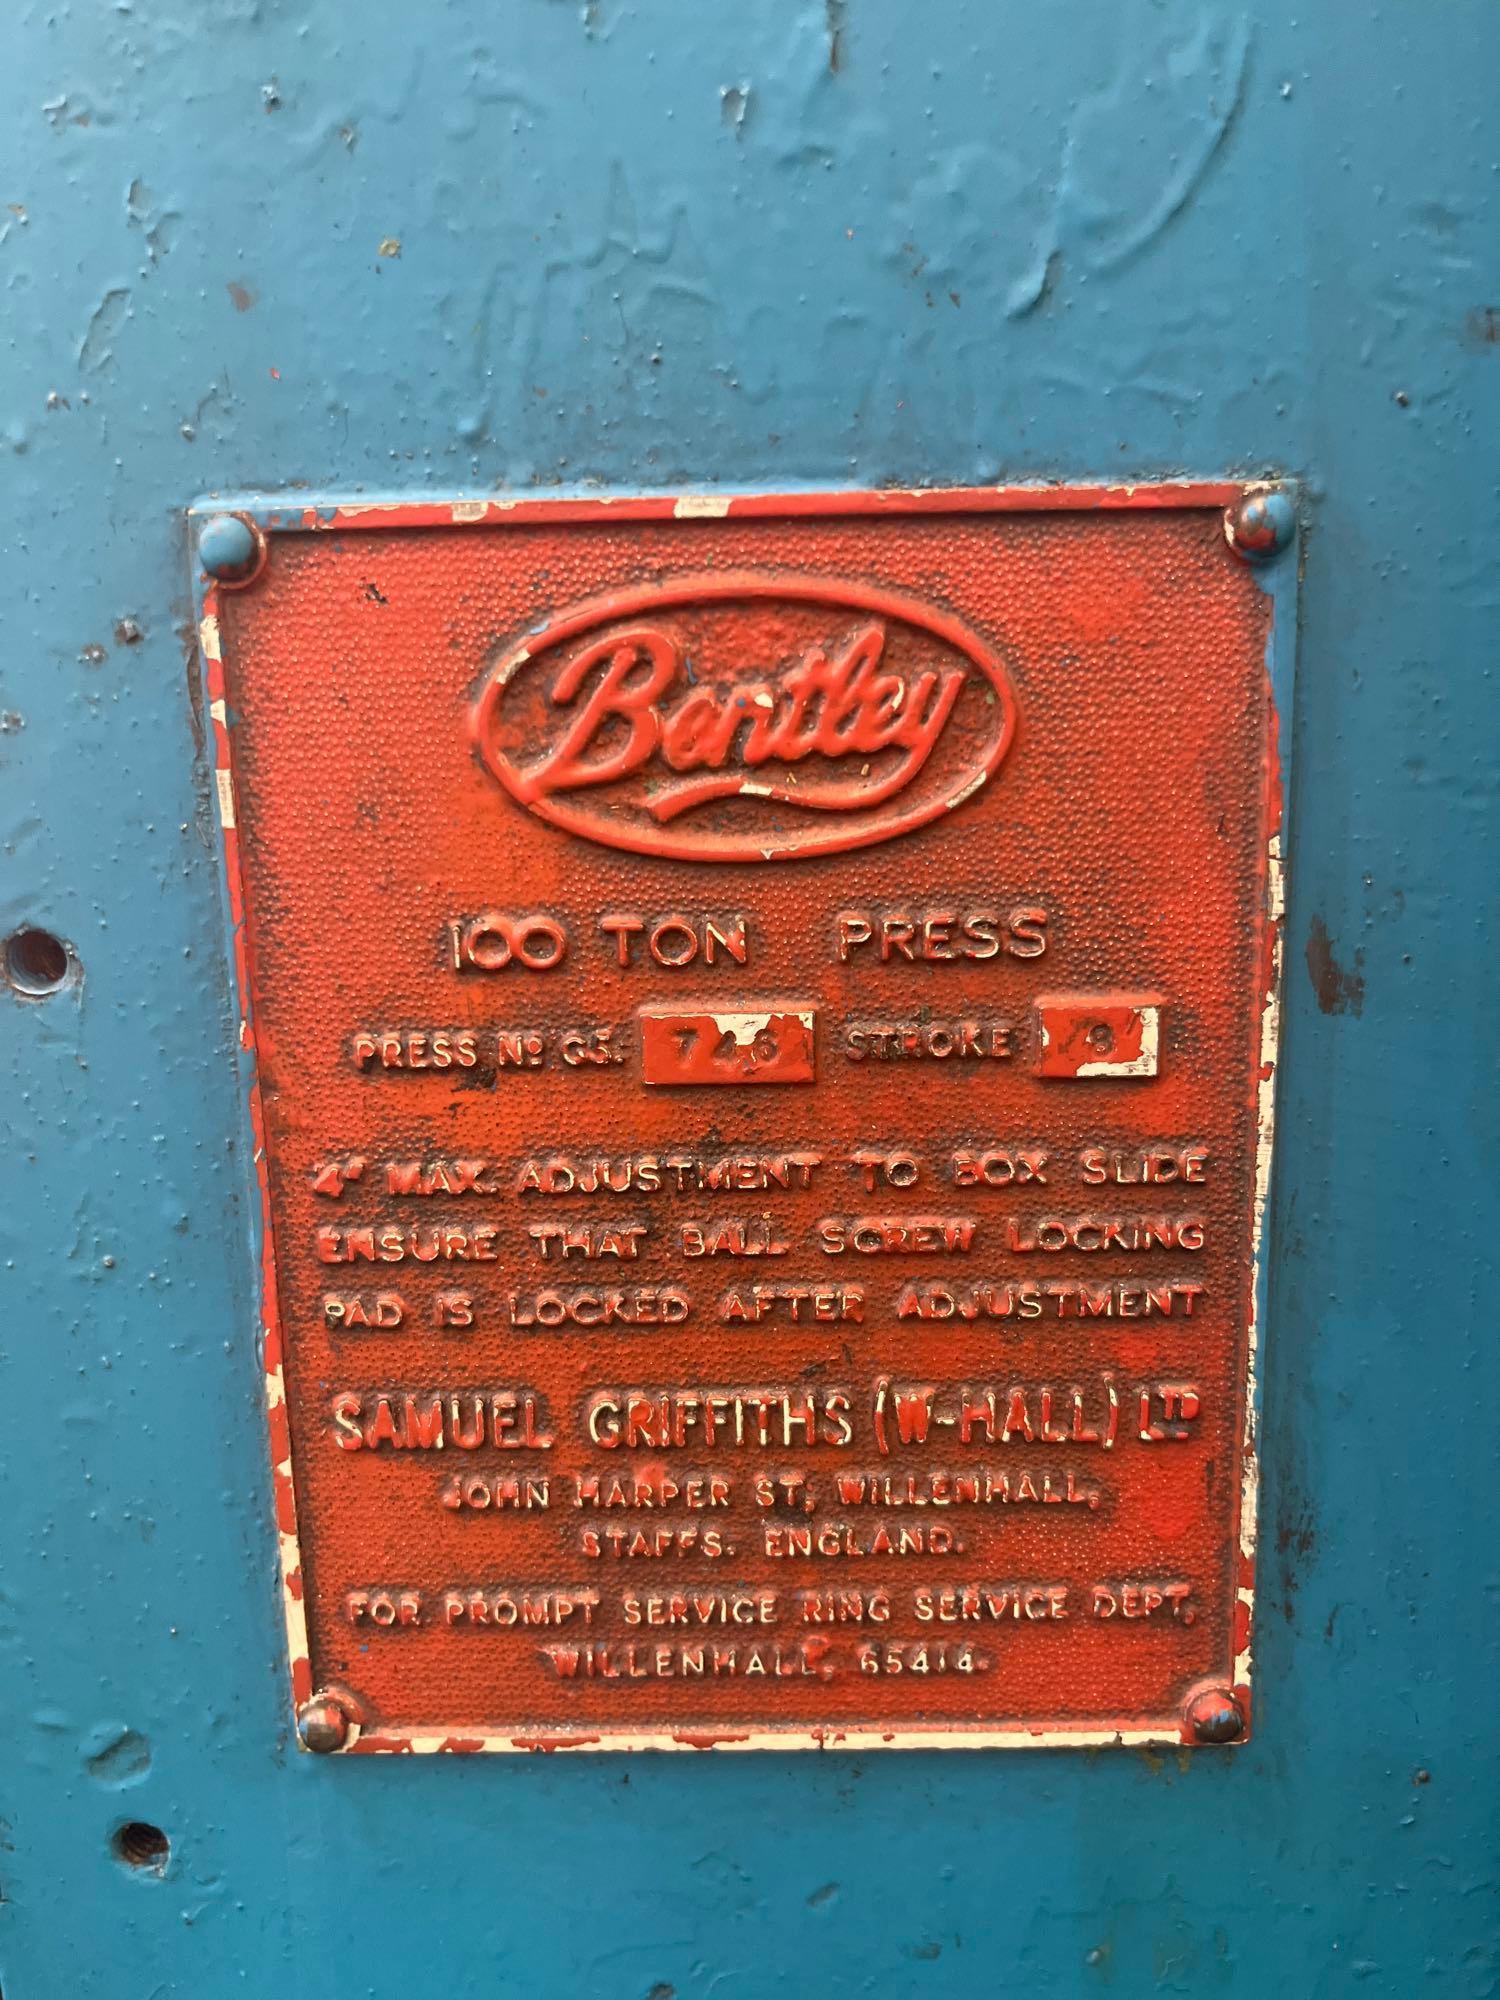 Bentley
100 TON PRESS
PRESS Nº G5. 746 STROKE 8"
4" MAX. ADJUSTMENT TO BOX SLIDE
ENSURE THAT BALL SCREW LOCKING
PAD IS LOCKED AFTER ADJUSTMENT
SAMUEL GRIFFITHS (W-HALL) LTD
JOHN HARPER ST; WILLENHALL,
STAFFS. ENGLAND.
FOR PROMPT SERVICE RING SERVICE DEPT,
WILLENHALL, 65414.